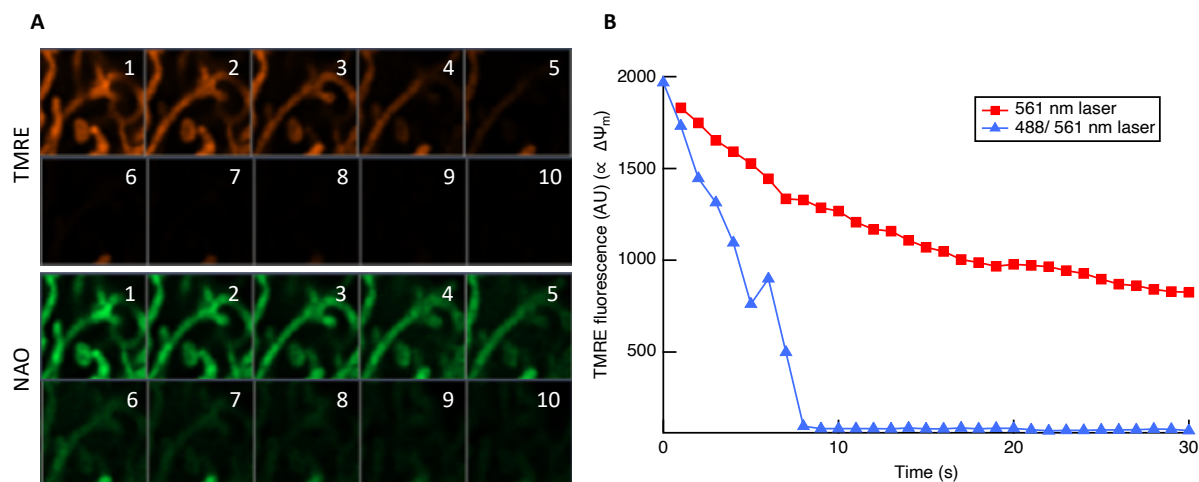 A
TMRE
1 2 3 4 5
6 7 8 9 10
NAO
1 2 3 4 5
6 7 8 9 10
B
TMRE fluorescence (AU) (∝ ΔΨm)
2000
1500
1000
500
0 10 20 30
Time (s)
561 nm laser
488/ 561 nm laser